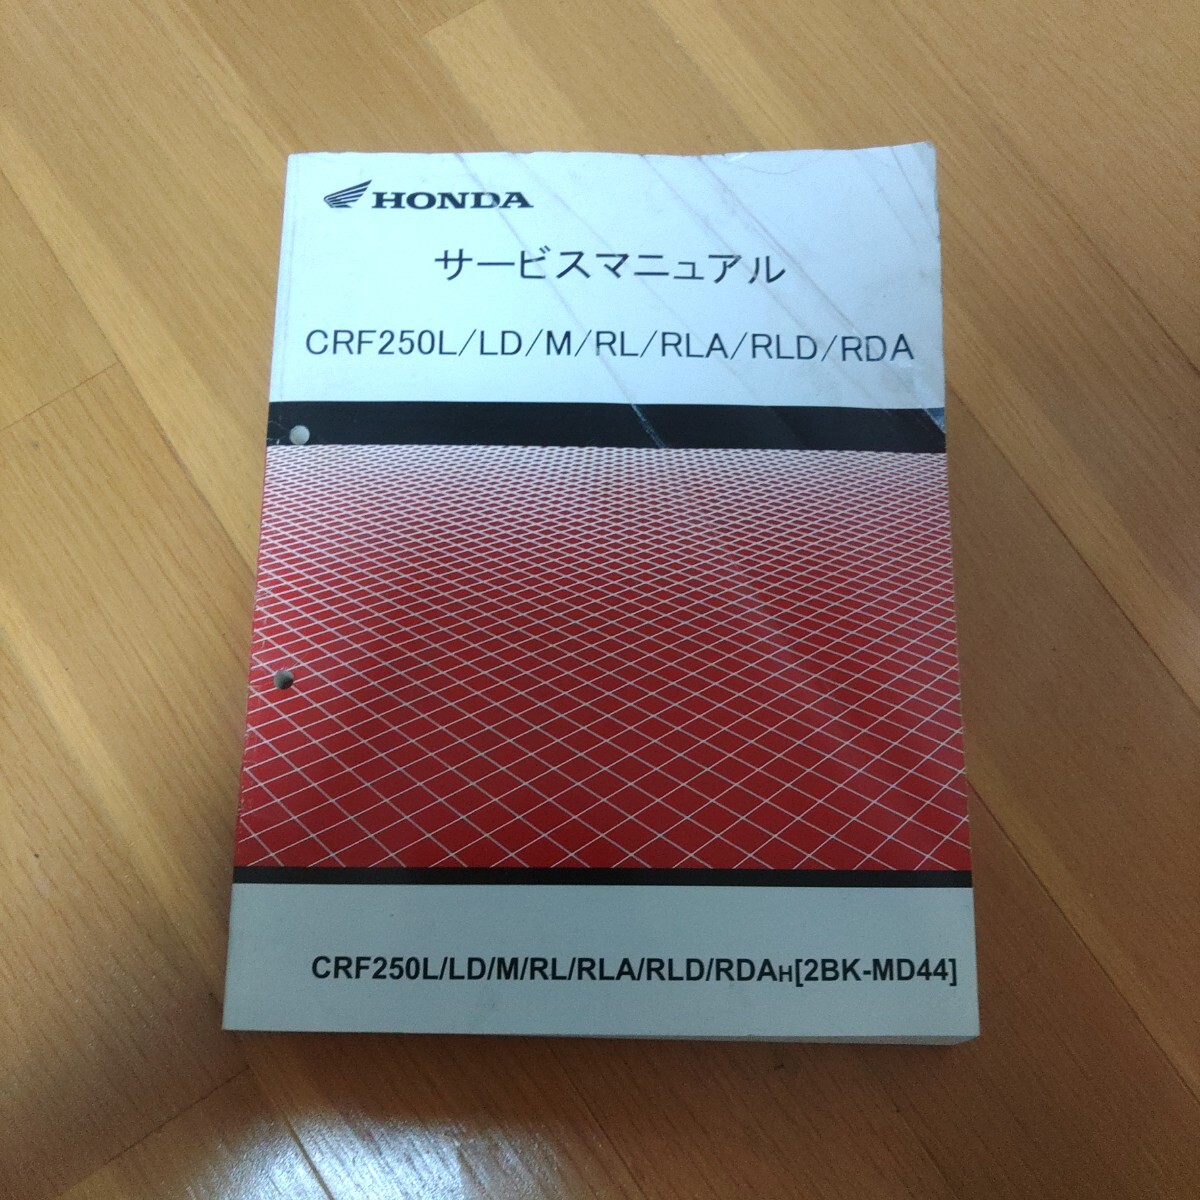 HONDA
サービスマニュアル
CRF250L/LD/M/RL/RLA/RLD/RDA
CRF250L/LD/M/RL/RLA/RLD/RDAH[2BK-MD44]